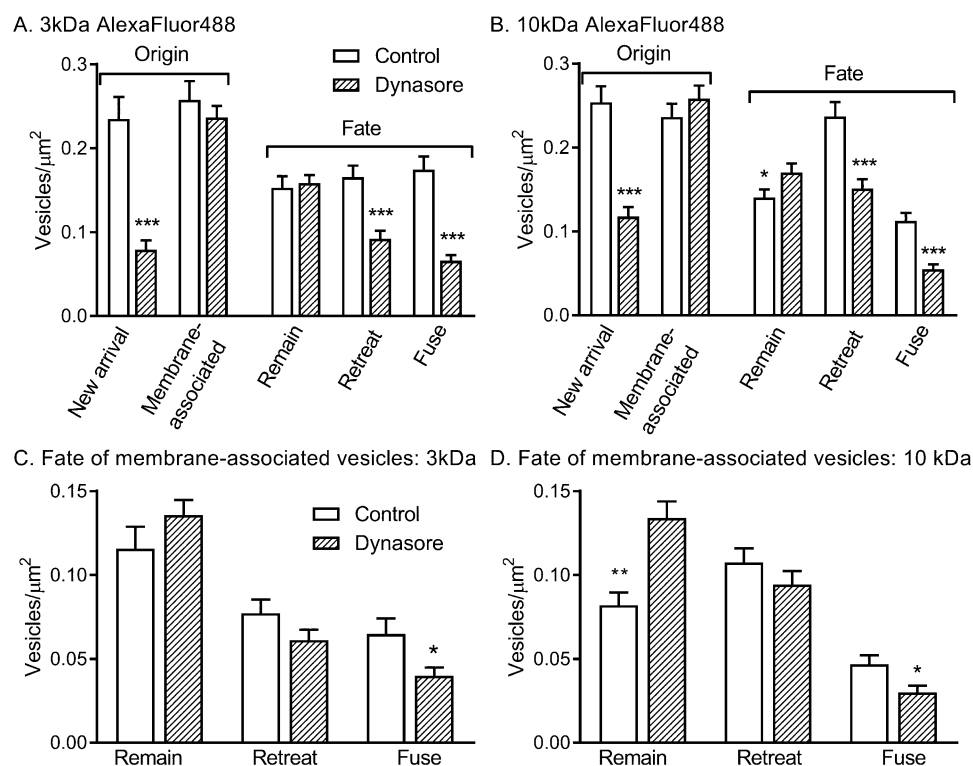 A. 3kDa AlexaFluor488
Origin
Control
Dynasore
Fate
Vesicles/μm2
0.3
0.2
0.1
0.0
***
***
***
New arrival
Membrane-
associated
Remain
Retreat
Fuse
B. 10kDa AlexaFluor488
Origin
Fate
Vesicles/μm2
0.3
0.2
0.1
0.0
***
*
***
***
New arrival
Membrane-
associated
Remain
Retreat
Fuse
C. Fate of membrane-associated vesicles: 3kDa
Control
Dynasore
Vesicles/μm2
0.15
0.10
0.05
0.00
*
Remain
Retreat
Fuse
D. Fate of membrane-associated vesicles: 10 kDa
Vesicles/μm2
0.15
0.10
0.05
0.00
**
*
Remain
Retreat
Fuse